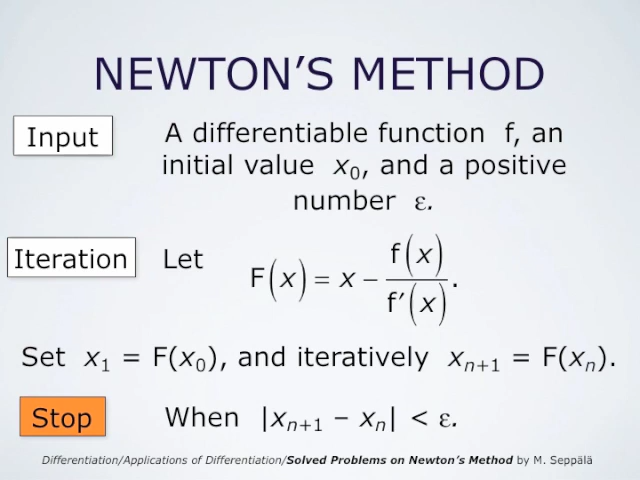 NEWTON’S METHOD
Input A differentiable function f, an
initial value x₀, and a positive
number ε.
Iteration Let F(x) = x − f(x)/f′(x).
Set x₁ = F(x₀), and iteratively xₙ₊₁ = F(xₙ).
Stop When |xₙ₊₁ – xₙ| < ε.
Differentiation/Applications of Differentiation/Solved Problems on Newton’s Method by M. Seppälä